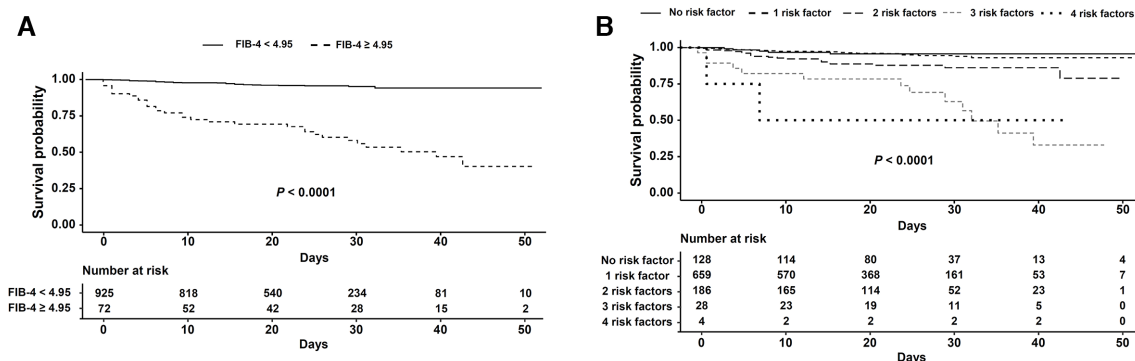 A
FIB-4 < 4.95 FIB-4 ≥ 4.95
Survival probability
1.00
0.75
0.50
0.25
0.00
P < 0.0001
0 10 20 30 40 50
Days
Number at risk
FIB-4 < 4.95 925 818 540 234 81 10
FIB-4 ≥ 4.95 72 52 42 28 15 2
0 10 20 30 40 50
Days
B
No risk factor 1 risk factor 2 risk factors 3 risk factors 4 risk factors
Survival probability
1.00
0.75
0.50
0.25
0.00
P < 0.0001
0 10 20 30 40 50
Days
Number at risk
No risk factor 128 114 80 37 13 4
1 risk factor 659 570 368 161 53 7
2 risk factors 186 165 114 52 23 1
3 risk factors 28 23 19 11 5 0
4 risk factors 4 2 2 2 2 0
0 10 20 30 40 50
Days